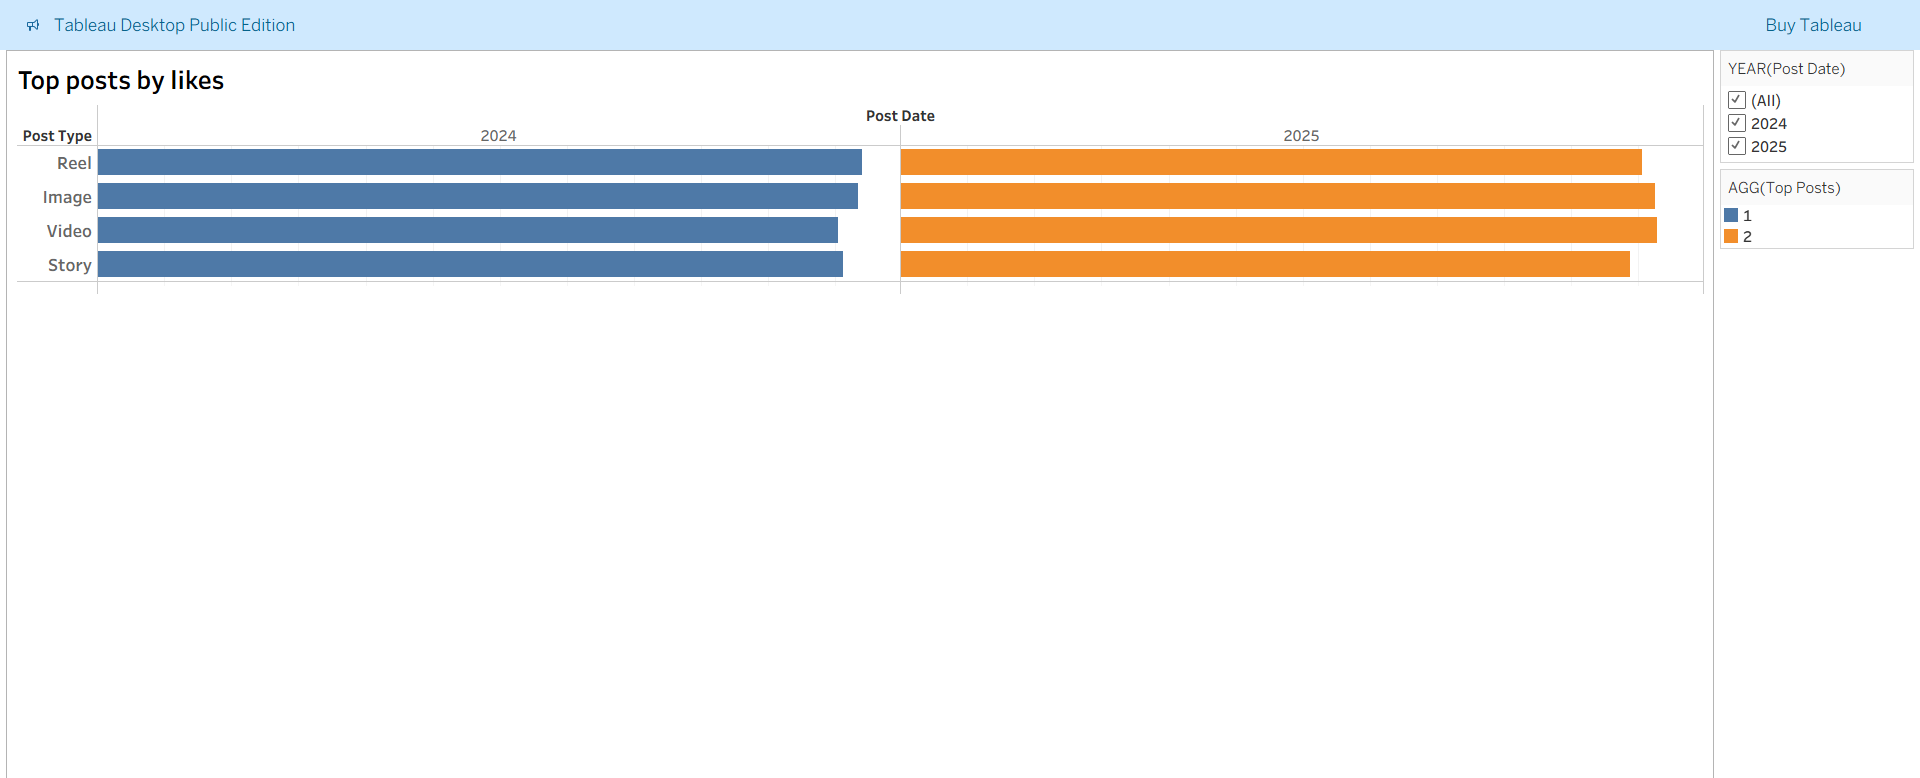 Tableau Desktop Public Edition
Buy Tableau
Top posts by likes
Post Date
Post Type
2024
2025
Reel
Image
Video
Story
YEAR(Post Date)
(All)
2024
2025
AGG(Top Posts)
1
2